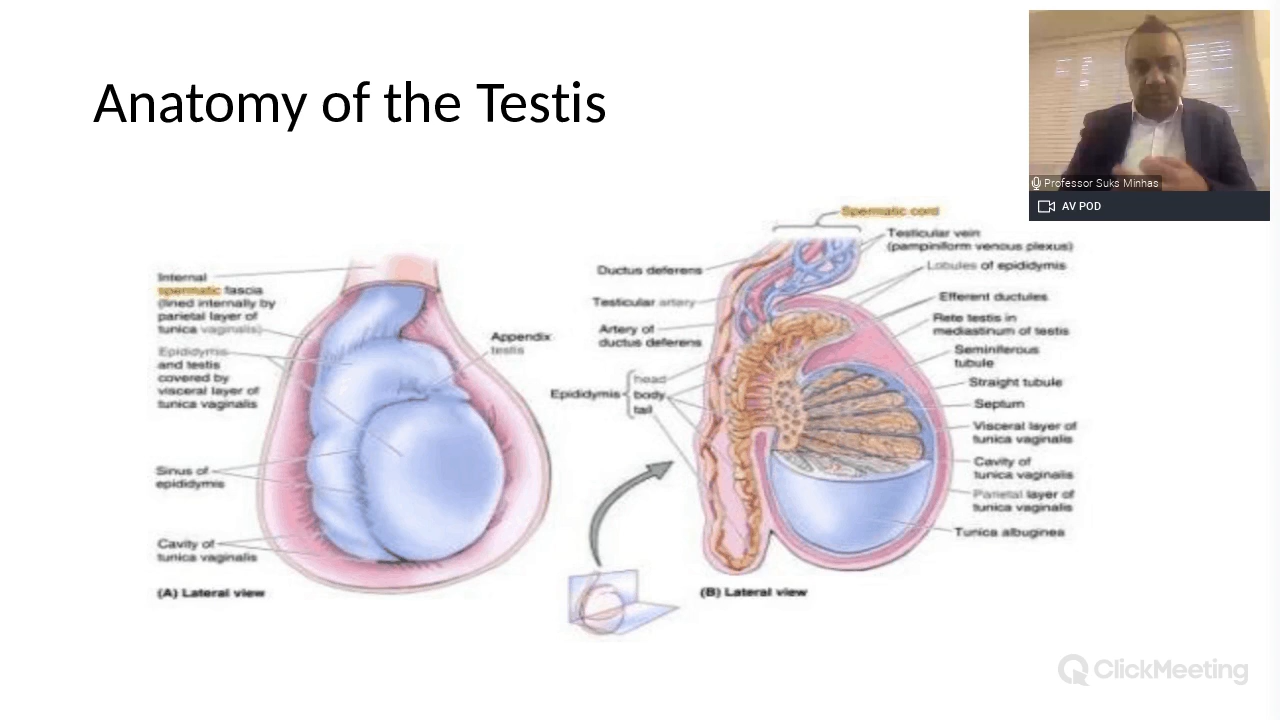 Anatomy of the Testis
Professor Suks Minhas
AV POD
Internal
spermatic fascia
(lined internally by
parietal layer of
tunica vaginalis)
Epididymis
and testis
covered by
visceral layer of
tunica vaginalis
Sinus of
epididymis
Cavity of
tunica vaginalis
(A) Lateral view
Appendix
testis
Spermatic cord
Ductus deferens
Testicular artery
Artery of
ductus deferens
Epididymis
head
body
tail
Testicular vein
(pampiniform venous plexus)
Lobules of epididymis
Efferent ductules
Rete testis in
mediastinum of testis
Seminiferous
tubule
Straight tubule
Septum
Visceral layer of
tunica vaginalis
Cavity of
tunica vaginalis
Parietal layer of
tunica vaginalis
Tunica albuginea
(B) Lateral view
ClickMeeting